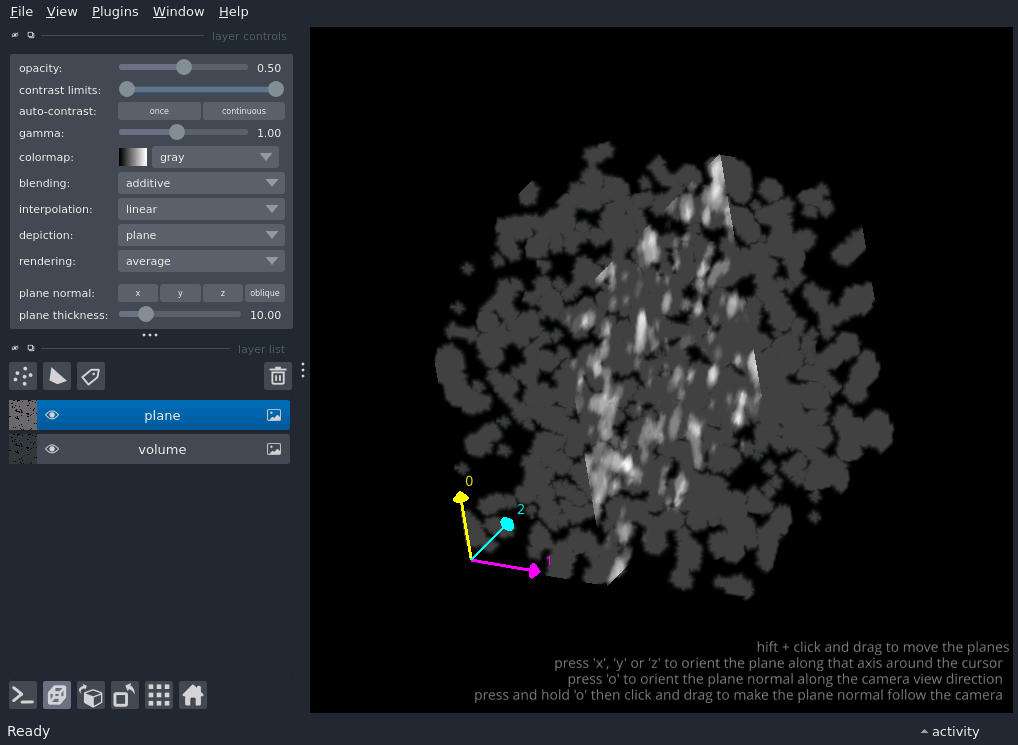 File View Plugins Window Help
layer controls
opacity: 0.50
contrast limits:
auto-contrast: once continuous
gamma: 1.00
colormap: gray
blending: additive
interpolation: linear
depiction: plane
rendering: average
plane normal: x y z oblique
plane thickness: 10.00
layer list
plane
volume
0
2
1
hift + click and drag to move the planes
press 'x', 'y' or 'z' to orient the plane along that axis around the cursor
press 'o' to orient the plane normal along the camera view direction
press and hold 'o' then click and drag to make the plane normal follow the camera
Ready activity